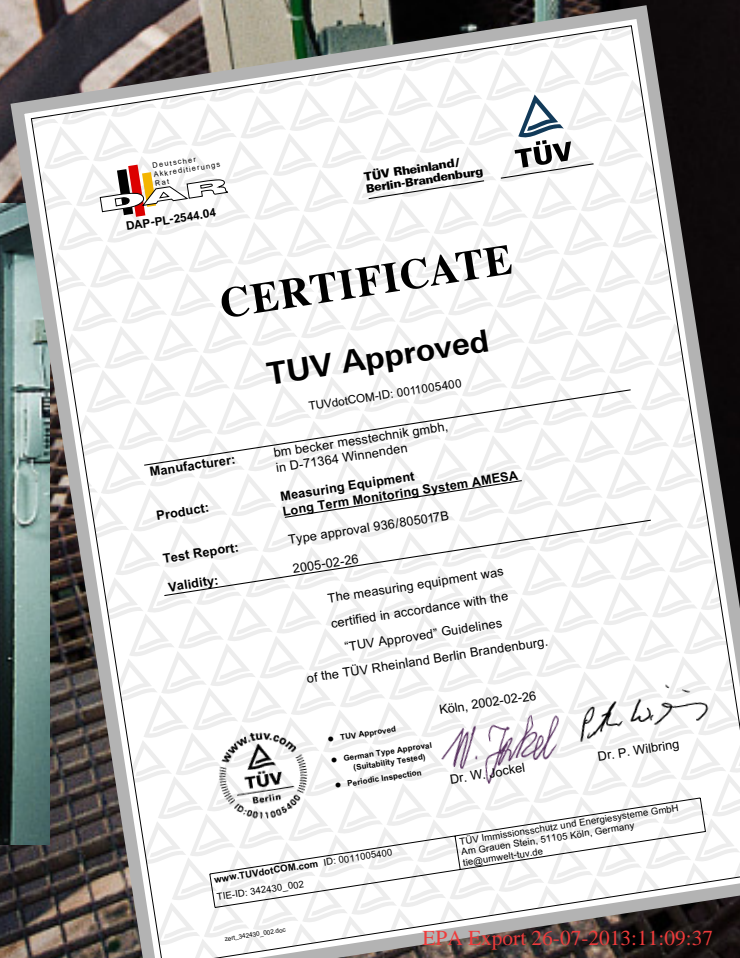 Deutscher
Akkreditierungs
Rat
DAR
DAP-PL-2544.04
TÜV Rheinland/
Berlin-Brandenburg
TÜV
CERTIFICATE
TUV Approved
TUVdotCOM-ID: 0011005400
Manufacturer: bm becker messtechnik gmbh,
in D-71364 Winnenden
Product: Measuring Equipment
Long Term Monitoring System AMESA
Test Report: Type approval 936/805017B
Validity: 2005-02-26
The measuring equipment was
certified in accordance with the
“TUV Approved” Guidelines
of the TÜV Rheinland Berlin Brandenburg.
Köln, 2002-02-26
www.tuv.com
TÜV
Berlin
ID:0011005400
• TUV Approved
• German Type Approval
(Suitability Tested)
• Periodic Inspection
W. Jockel
Dr. W. Jockel
Dr. P. Wilbring
www.TUVdotCOM.com ID: 0011005400
TIE-ID: 342430_002
TÜV Immissionsschutz und Energiesysteme GmbH
Am Grauen Stein, 51105 Köln, Germany
tie@umwelt-tuv.de
zert_342430_002.doc
EPA Export 26-07-2013:11:09:37